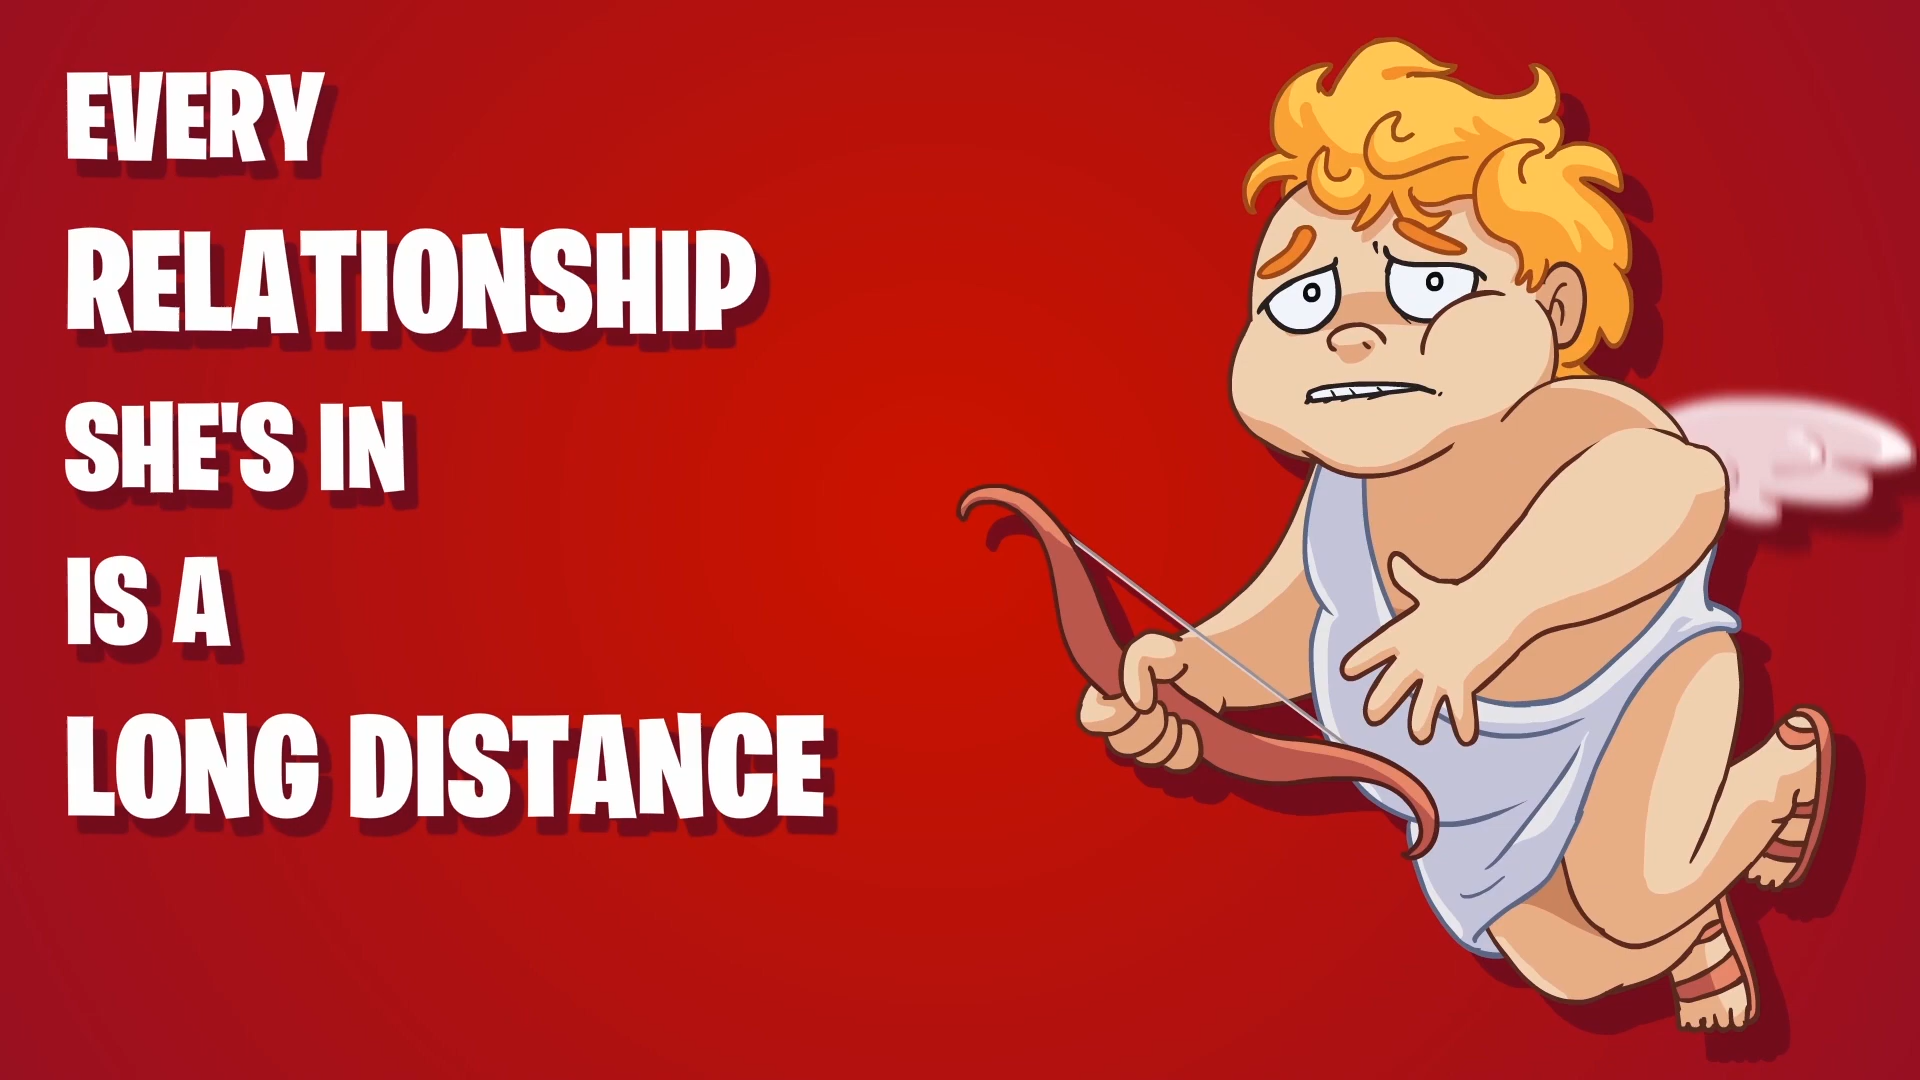 EVERY
RELATIONSHIP
SHE'S IN
IS A
LONG DISTANCE